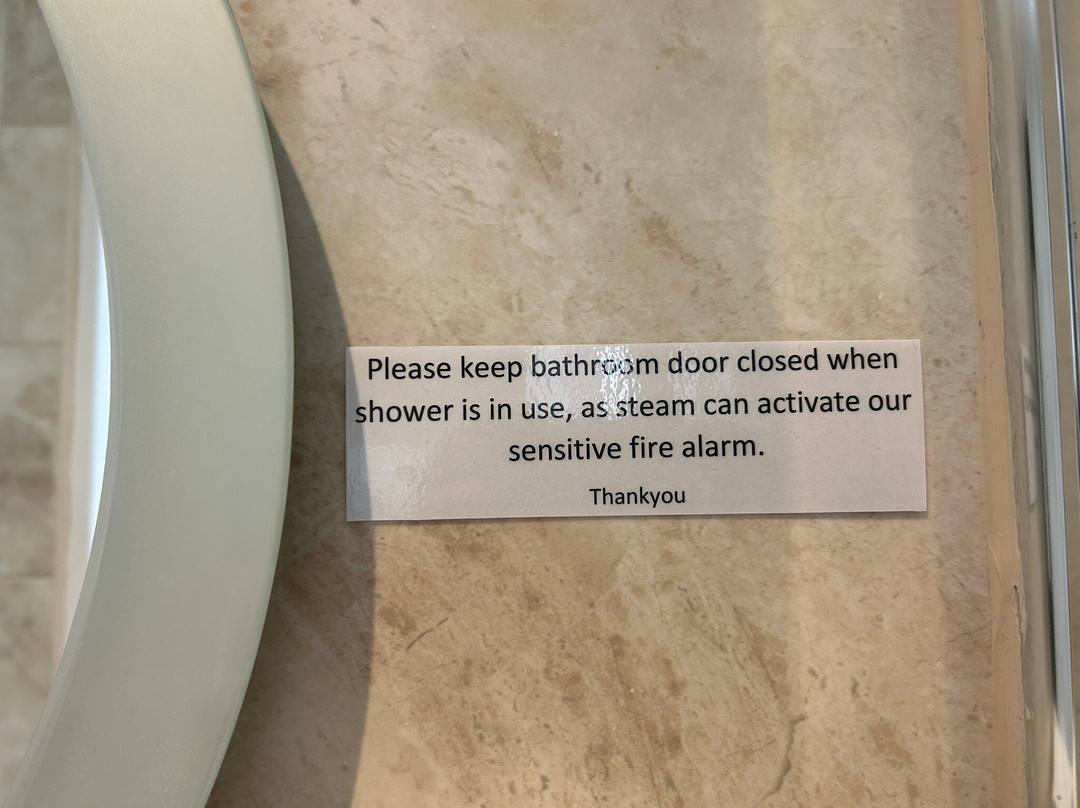 Please keep bathroom door closed when
shower is in use, as steam can activate our
sensitive fire alarm.
Thankyou